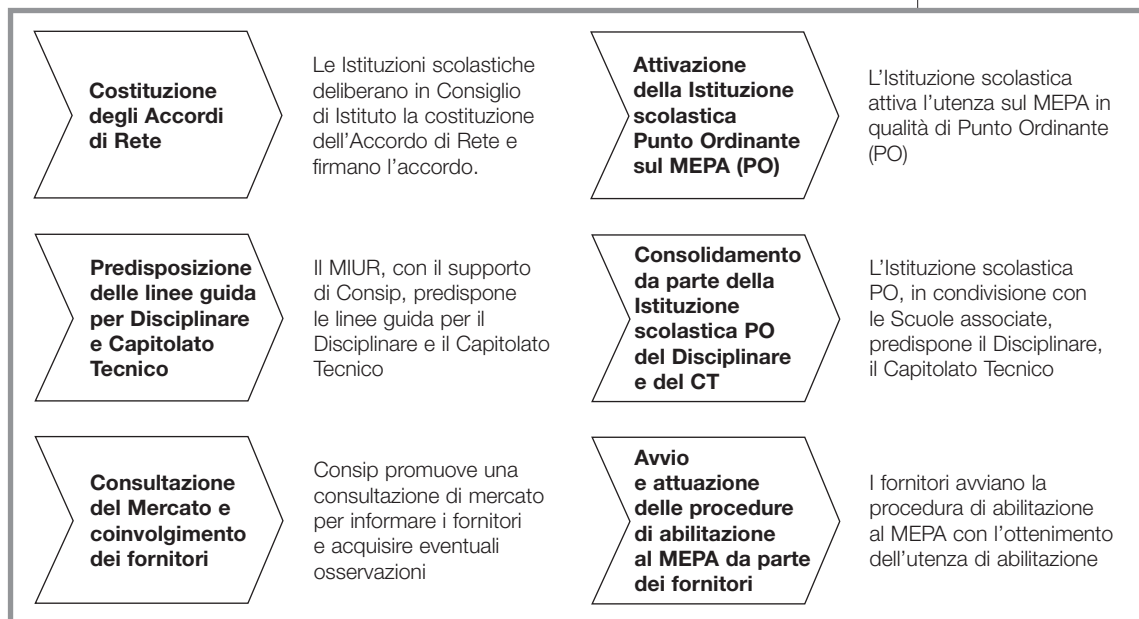 Costituzione
degli Accordi
di Rete
Le Istituzioni scolastiche
deliberano in Consiglio
di Istituto la costituzione
dell'Accordo di Rete e
firmano l'accordo.
Attivazione
della Istituzione
scolastica
Punto Ordinante
sul MEPA (PO)
L'Istituzione scolastica
attiva l'utenza sul MEPA in
qualità di Punto Ordinante
(PO)
Predisposizione
delle linee guida
per Disciplinare
e Capitolato
Tecnico
Il MIUR, con il supporto
di Consip, predispone
le linee guida per il
Disciplinare e il Capitolato
Tecnico
Consolidamento
da parte della
Istituzione
scolastica PO
del Disciplinare
e del CT
L'Istituzione scolastica
PO, in condivisione con
le Scuole associate,
predispone il Disciplinare,
il Capitolato Tecnico
Consultazione
del Mercato e
coinvolgimento
dei fornitori
Consip promuove una
consultazione di mercato
per informare i fornitori
e acquisire eventuali
osservazioni
Avvio
e attuazione
delle procedure
di abilitazione
al MEPA da parte
dei fornitori
I fornitori avviano la
procedura di abilitazione
al MEPA con l'ottenimento
dell'utenza di abilitazione